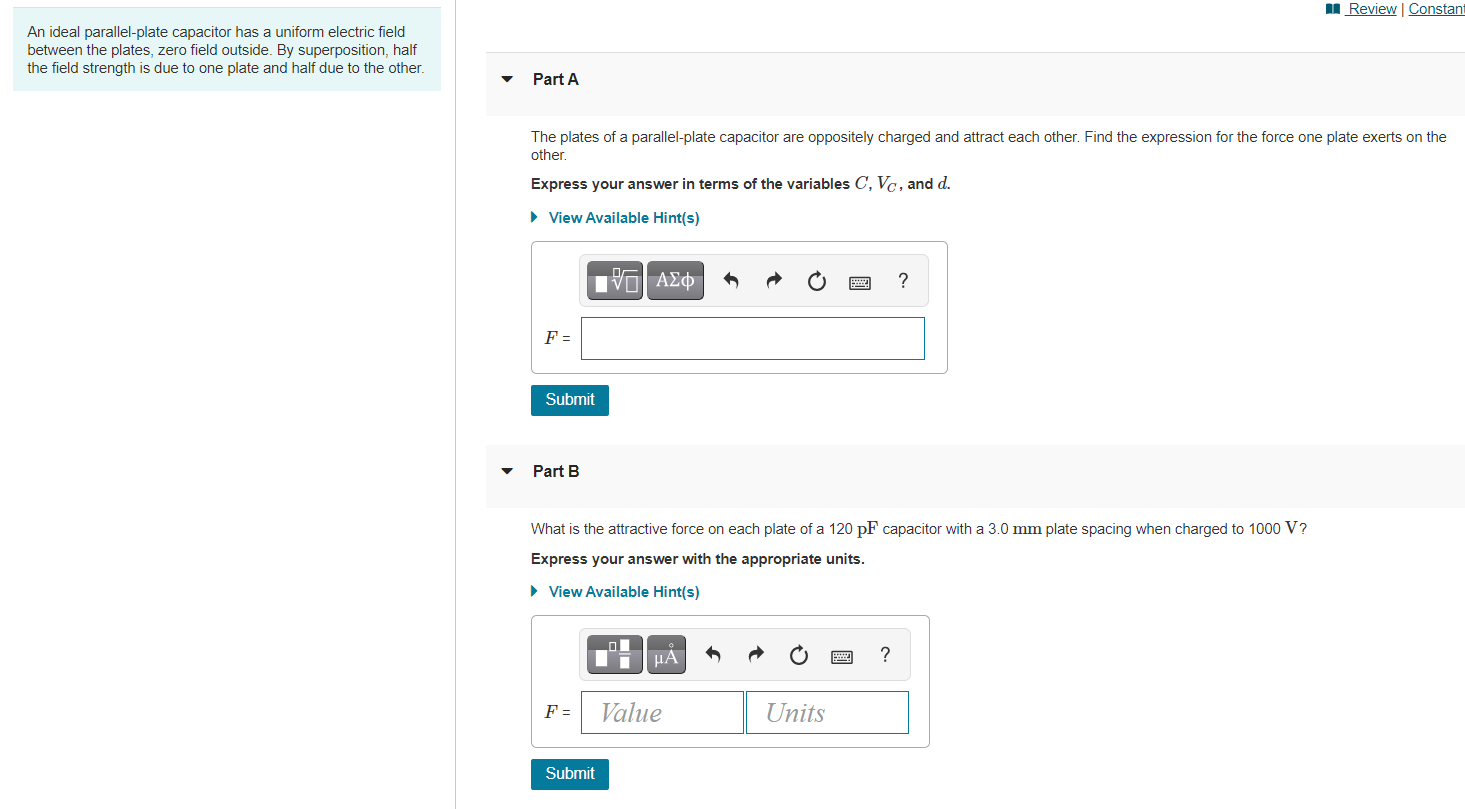 Review | Constant
An ideal parallel-plate capacitor has a uniform electric field
between the plates, zero field outside. By superposition, half
the field strength is due to one plate and half due to the other.
Part A
The plates of a parallel-plate capacitor are oppositely charged and attract each other. Find the expression for the force one plate exerts on the
other.
Express your answer in terms of the variables C, V_C, and d.
View Available Hint(s)
√ ΑΣϕ ?
F =
Submit
Part B
What is the attractive force on each plate of a 120 pF capacitor with a 3.0 mm plate spacing when charged to 1000 V?
Express your answer with the appropriate units.
View Available Hint(s)
μÅ ?
F = Value Units
Submit